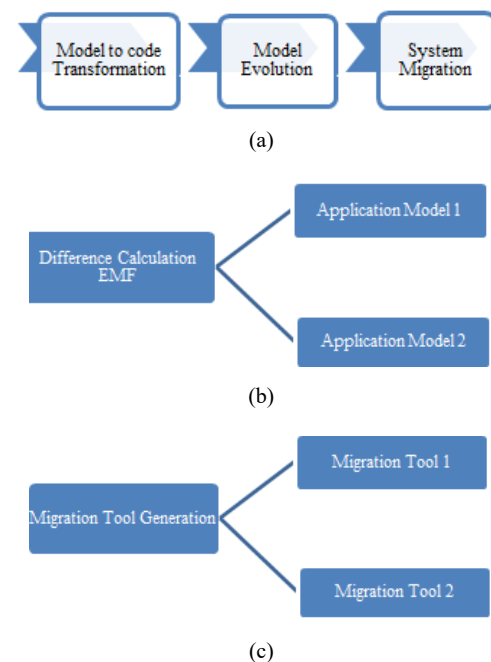 Model to code
Transformation
Model
Evolution
System
Migration
(a)
Application Model 1
Difference Calculation
EMF
Application Model 2
(b)
Migration Tool 1
Migration Tool Generation
Migration Tool 2
(c)